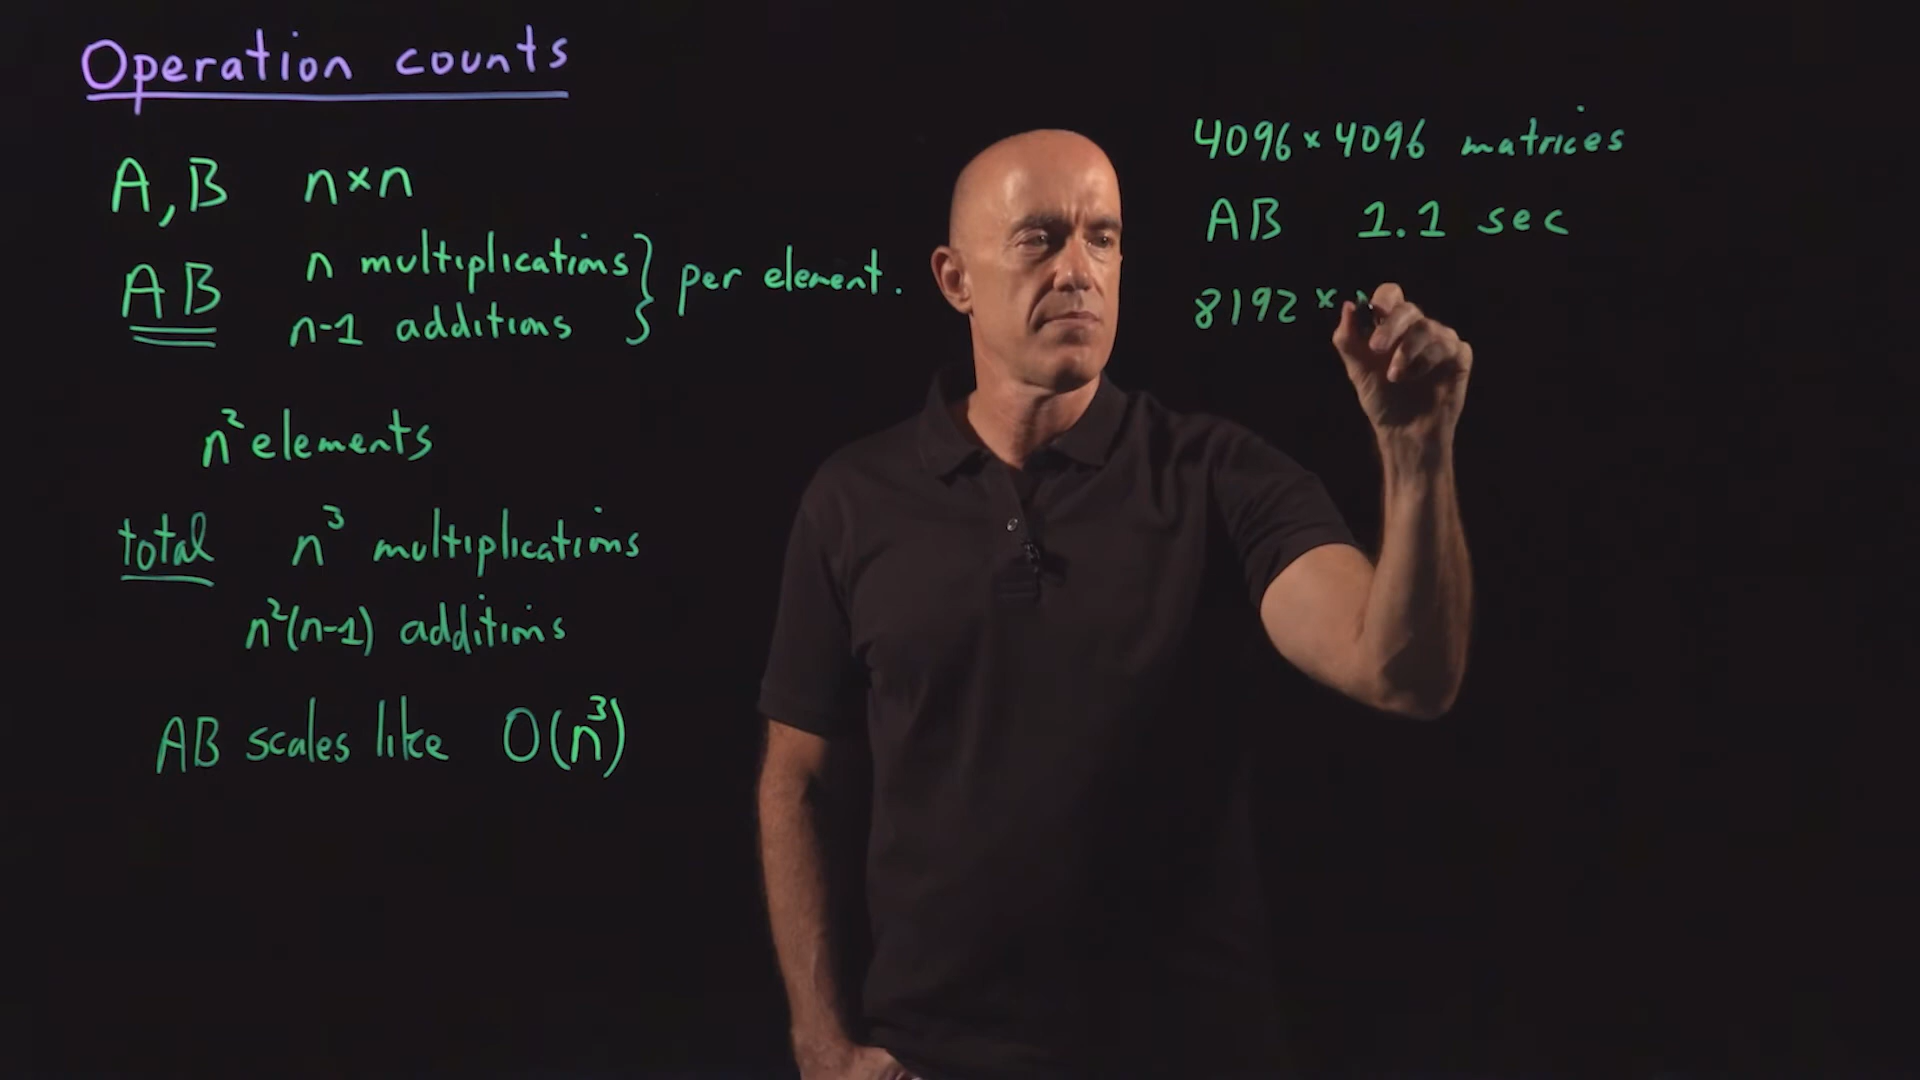 Operation counts
A, B n×n
AB n multiplications
n-1 additions } per element.
n² elements
total n³ multiplications
n²(n-1) additions
AB scales like O(n³)
4096 × 4096 matrices
AB 1.1 sec
8192 ×